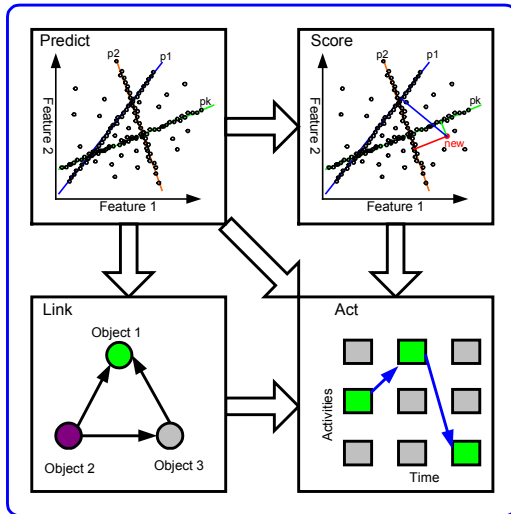 Predict
p2
p1
pk
Feature 2
Feature 1
Score
p2
p1
pk
new
Feature 2
Feature 1
Link
Object 1
Object 2
Object 3
Act
Activities
Time